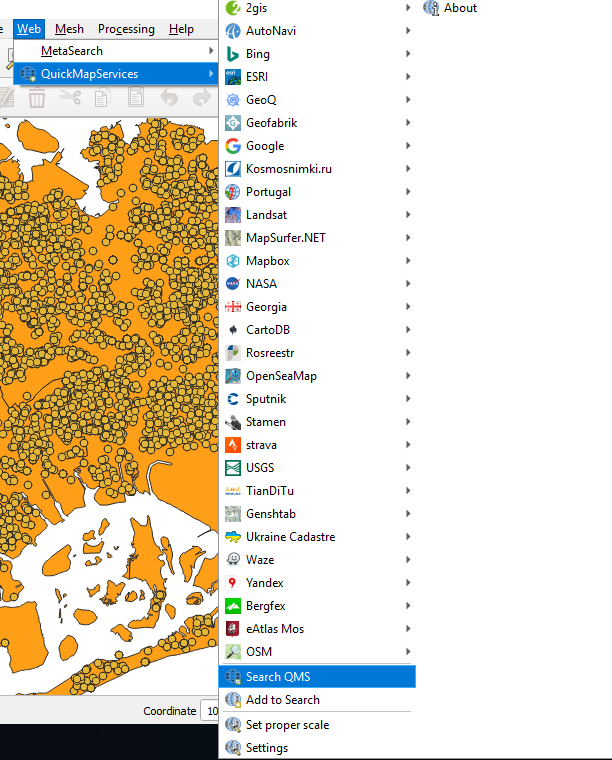 Web Mesh Processing Help
MetaSearch
QuickMapServices
2gis
AutoNavi
Bing
ESRI
GeoQ
Geofabrik
Google
Kosmosnimki.ru
Portugal
Landsat
MapSurfer.NET
Mapbox
NASA
Georgia
CartoDB
Rosreestr
OpenSeaMap
Sputnik
Stamen
strava
USGS
TianDiTu
Genshtab
Ukraine Cadastre
Waze
Yandex
Bergfex
eAtlas Mos
OSM
Search QMS
Add to Search
Set proper scale
Settings
About
Coordinate 10